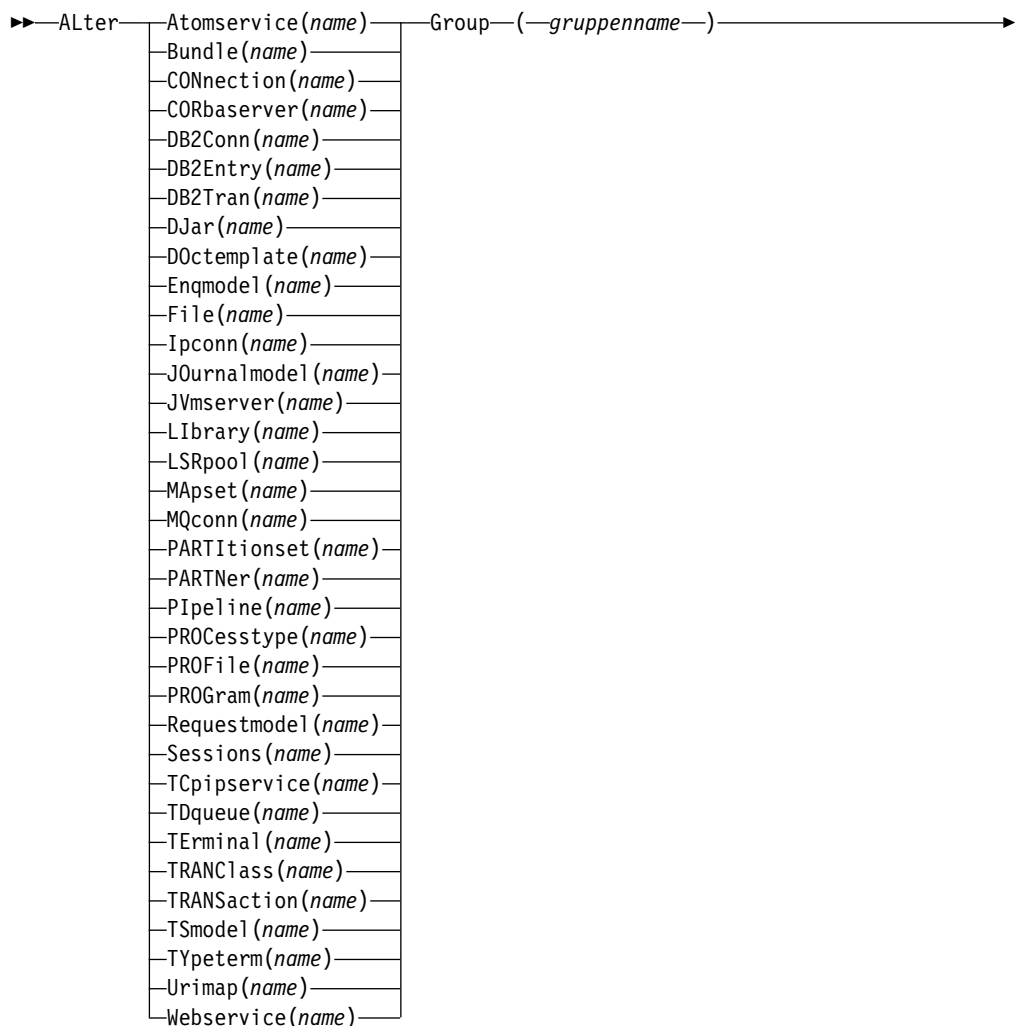 ALter Atomservice(name) Group ( gruppenname )
Bundle(name)
CONnection(name)
CORbaserver(name)
DB2Conn(name)
DB2Entry(name)
DB2Tran(name)
DJar(name)
DOctemplate(name)
Enqmodel(name)
File(name)
Ipconn(name)
JOurnalmodel(name)
JVmserver(name)
LIbrary(name)
LSRpool(name)
MApset(name)
MQconn(name)
PARTItionset(name)
PARTNer(name)
PIpeline(name)
PROCesstype(name)
PROFile(name)
PROGram(name)
Requestmodel(name)
Sessions(name)
TCpipservice(name)
TDqueue(name)
TErminal(name)
TRANClass(name)
TRANSaction(name)
TSmodel(name)
TYpeterm(name)
Urimap(name)
Webservice(name)